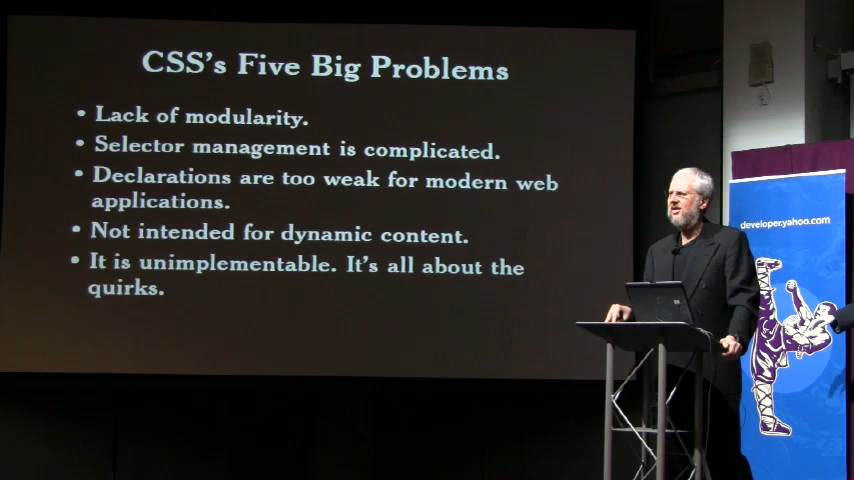 CSS's Five Big Problems
• Lack of modularity.
• Selector management is complicated.
• Declarations are too weak for modern web
applications.
• Not intended for dynamic content.
• It is unimplementable. It's all about the
quirks.
developer.yahoo.com